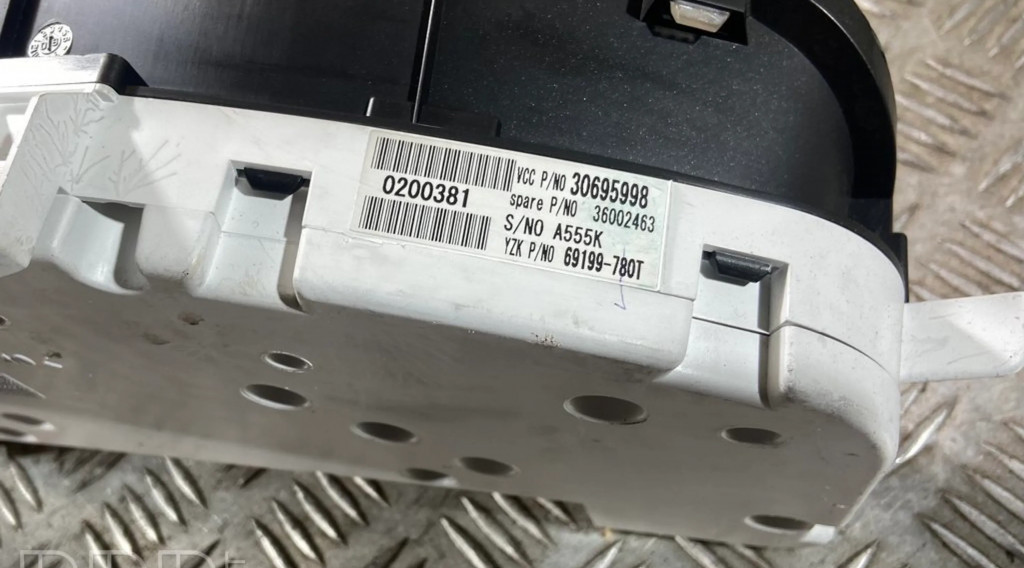 VCC P/NO 30695998
0200381
spare P/NO 36002463
S/NO A555K
YZK P/NO 69199-780T